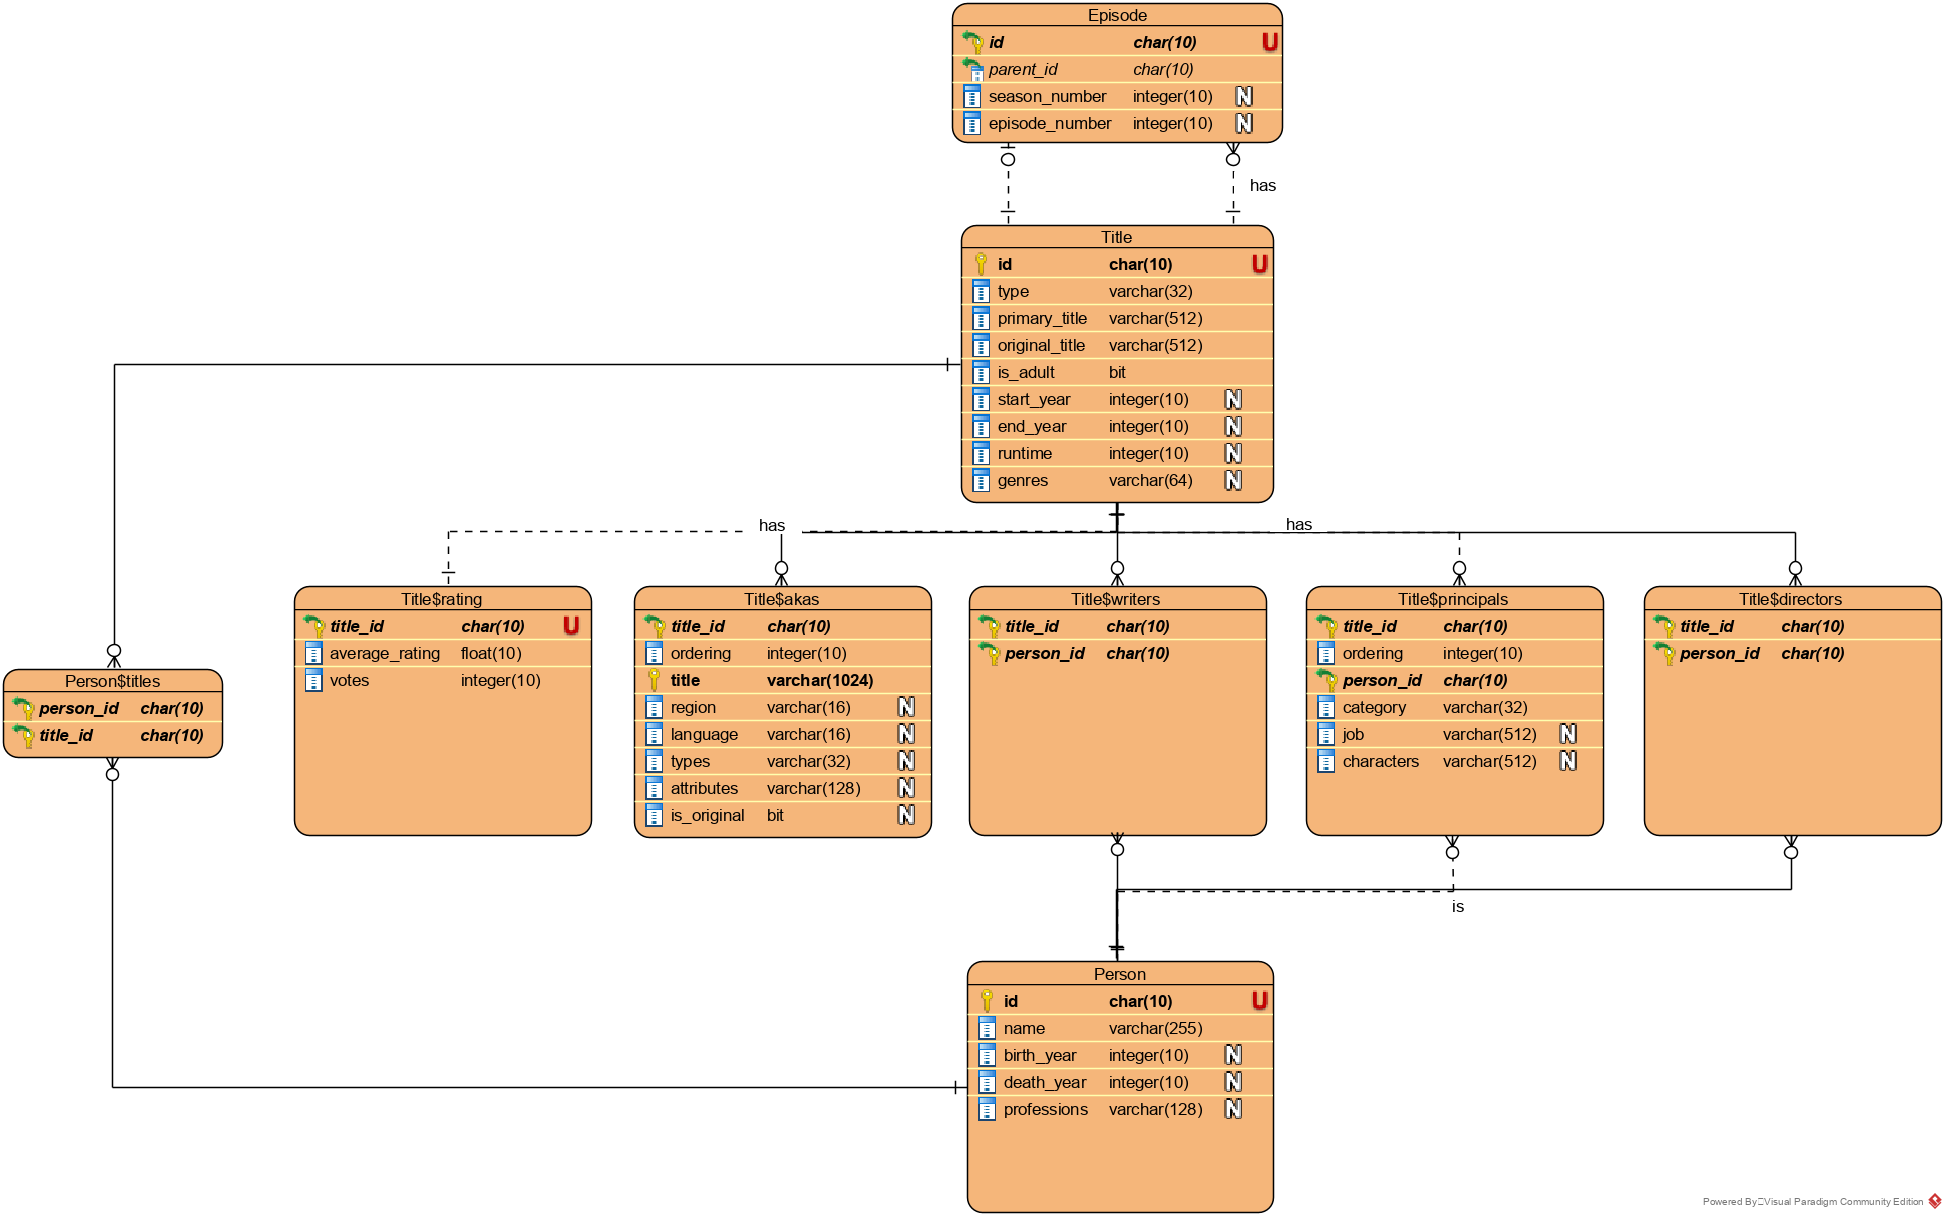 Episode
id char(10) U
parent_id char(10)
season_number integer(10) N
episode_number integer(10) N
has
Title
id char(10) U
type varchar(32)
primary_title varchar(512)
original_title varchar(512)
is_adult bit
start_year integer(10) N
end_year integer(10) N
runtime integer(10) N
genres varchar(64) N
has
has
Person$titles
person_id char(10)
title_id char(10)
Title$rating
title_id char(10) U
average_rating float(10)
votes integer(10)
Title$akas
title_id char(10)
ordering integer(10)
title varchar(1024)
region varchar(16) N
language varchar(16) N
types varchar(32) N
attributes varchar(128) N
is_original bit N
Title$writers
title_id char(10)
person_id char(10)
Title$principals
title_id char(10)
ordering integer(10)
person_id char(10)
category varchar(32)
job varchar(512) N
characters varchar(512) N
Title$directors
title_id char(10)
person_id char(10)
is
Person
id char(10) U
name varchar(255)
birth_year integer(10) N
death_year integer(10) N
professions varchar(128) N
Powered By Visual Paradigm Community Edition